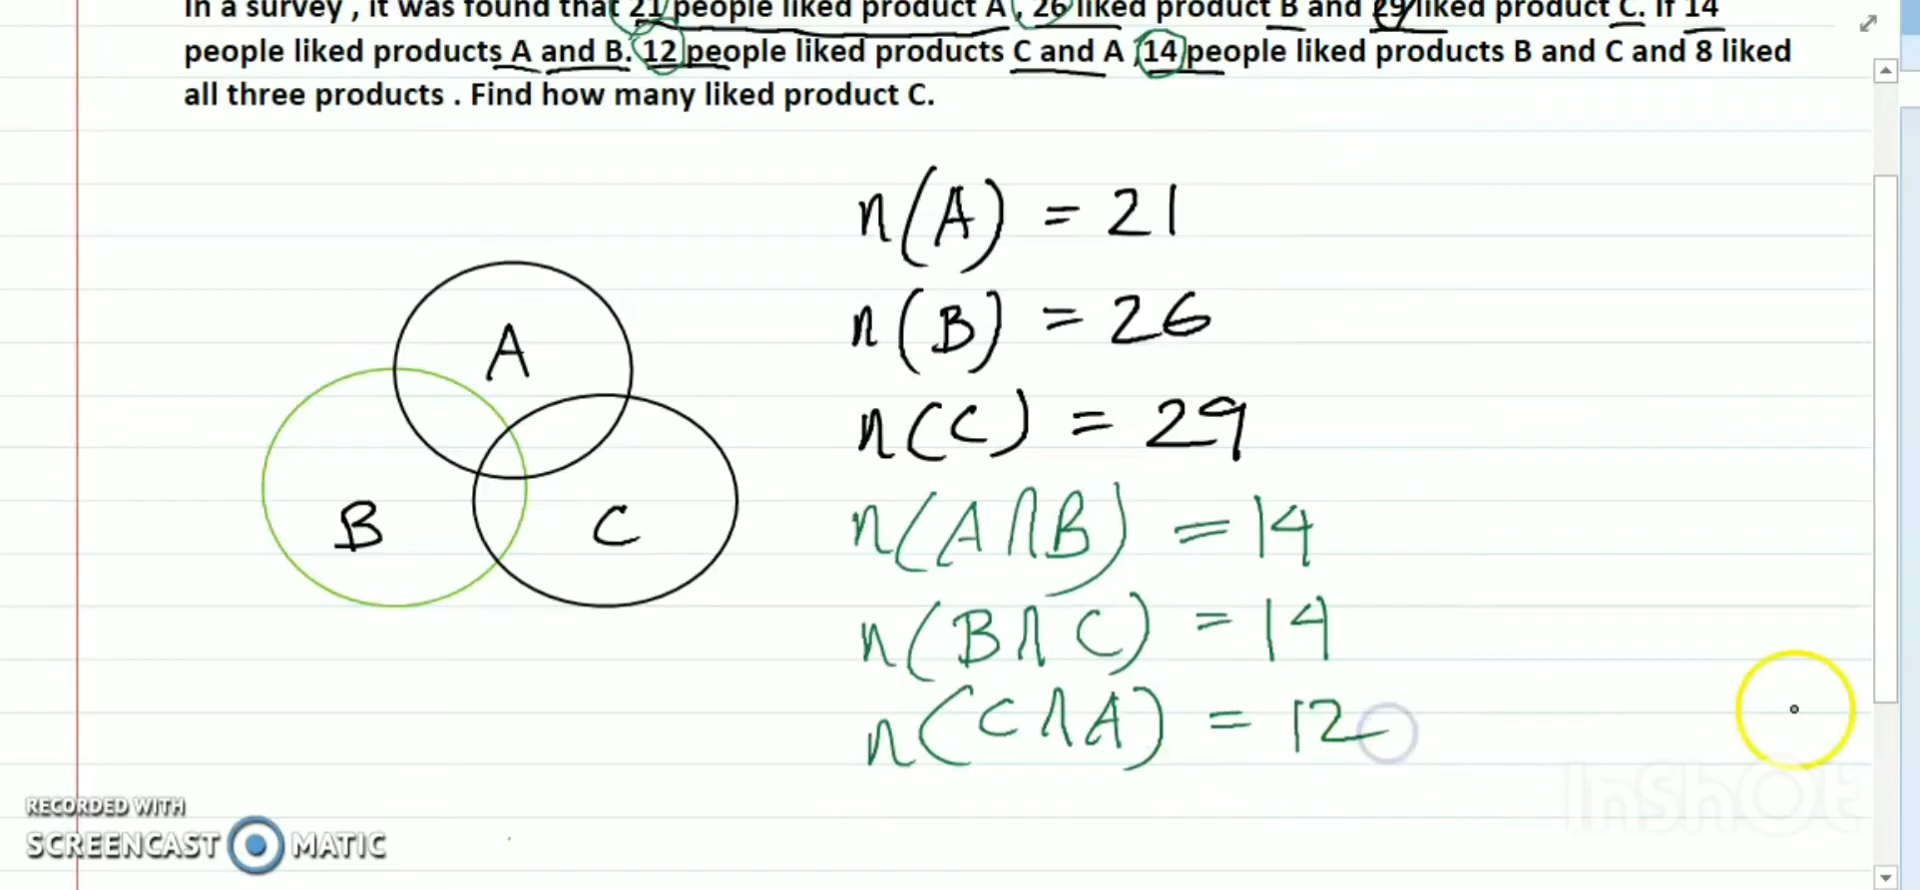 In a survey , it was found that 21 people liked product A , 26 liked product B and 29 liked product C. If 14
people liked products A and B. 12 people liked products C and A ,14 people liked products B and C and 8 liked
all three products . Find how many liked product C.
n(A) = 21
n(B) = 26
n(C) = 29
n(A∩B) = 14
n(B∩C) = 14
n(C∩A) = 12
A
B
C
RECORDED WITH
SCREENCAST MATIC
InShOt